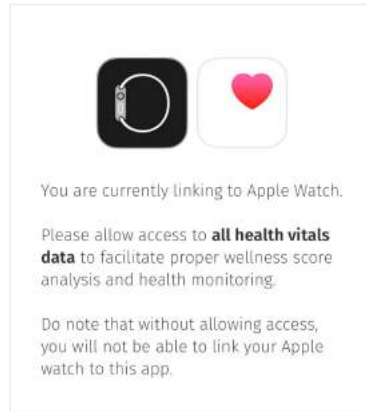 You are currently linking to Apple Watch.
Please allow access to all health vitals
data to facilitate proper wellness score
analysis and health monitoring.
Do note that without allowing access,
you will not be able to link your Apple
watch to this app.